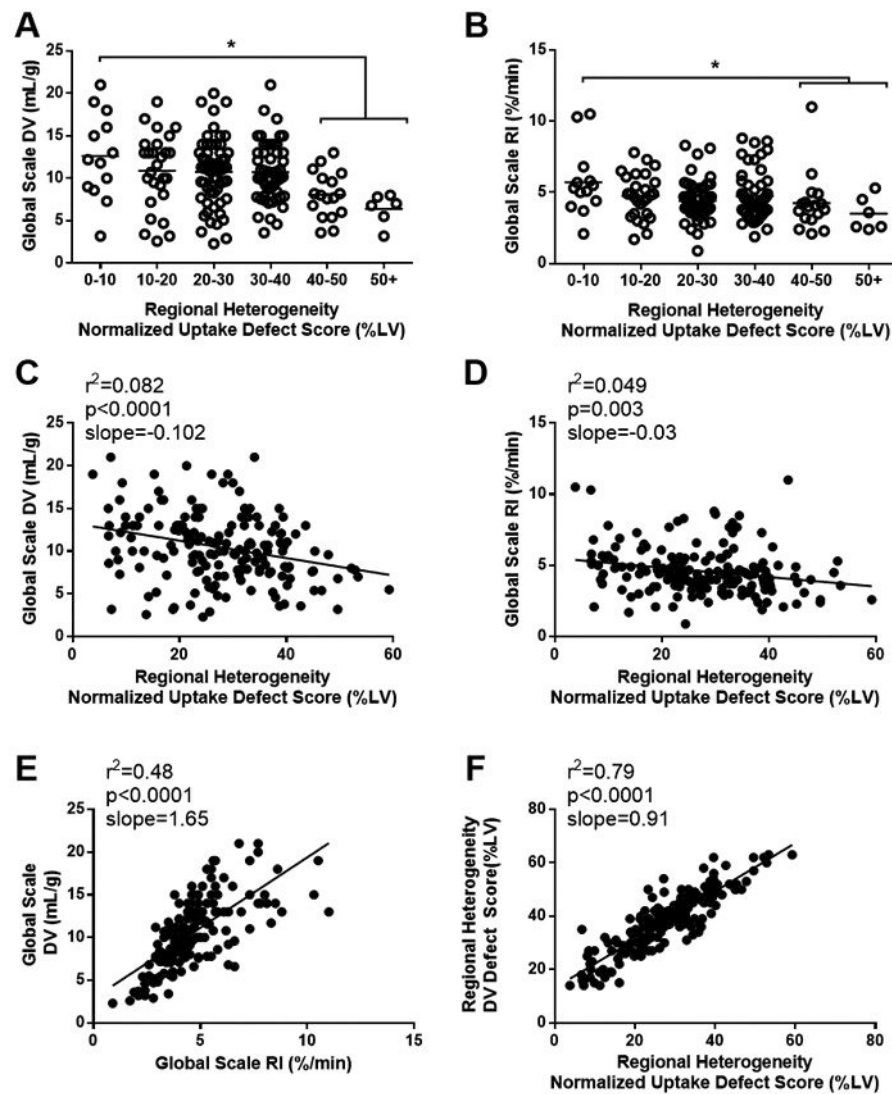 A
*
Global Scale DV (mL/g)
25
20
15
10
5
0
0-10 10-20 20-30 30-40 40-50 50+
Regional Heterogeneity
Normalized Uptake Defect Score (%LV)
B
*
Global Scale RI (%/min)
15
10
5
0
0-10 10-20 20-30 30-40 40-50 50+
Regional Heterogeneity
Normalized Uptake Defect Score (%LV)
C
r²=0.082
p<0.0001
slope=-0.102
Global Scale DV (mL/g)
25
20
15
10
5
0
0 20 40 60
Regional Heterogeneity
Normalized Uptake Defect Score (%LV)
D
r²=0.049
p=0.003
slope=-0.03
Global Scale RI (%/min)
15
10
5
0
0 20 40 60
Regional Heterogeneity
Normalized Uptake Defect Score (%LV)
E
r²=0.48
p<0.0001
slope=1.65
Global Scale
DV (mL/g)
25
20
15
10
5
0
0 5 10 15
Global Scale RI (%/min)
F
r²=0.79
p<0.0001
slope=0.91
Regional Heterogeneity
DV Defect Score(%LV)
80
60
40
20
0
0 20 40 60 80
Regional Heterogeneity
Normalized Uptake Defect Score (%LV)